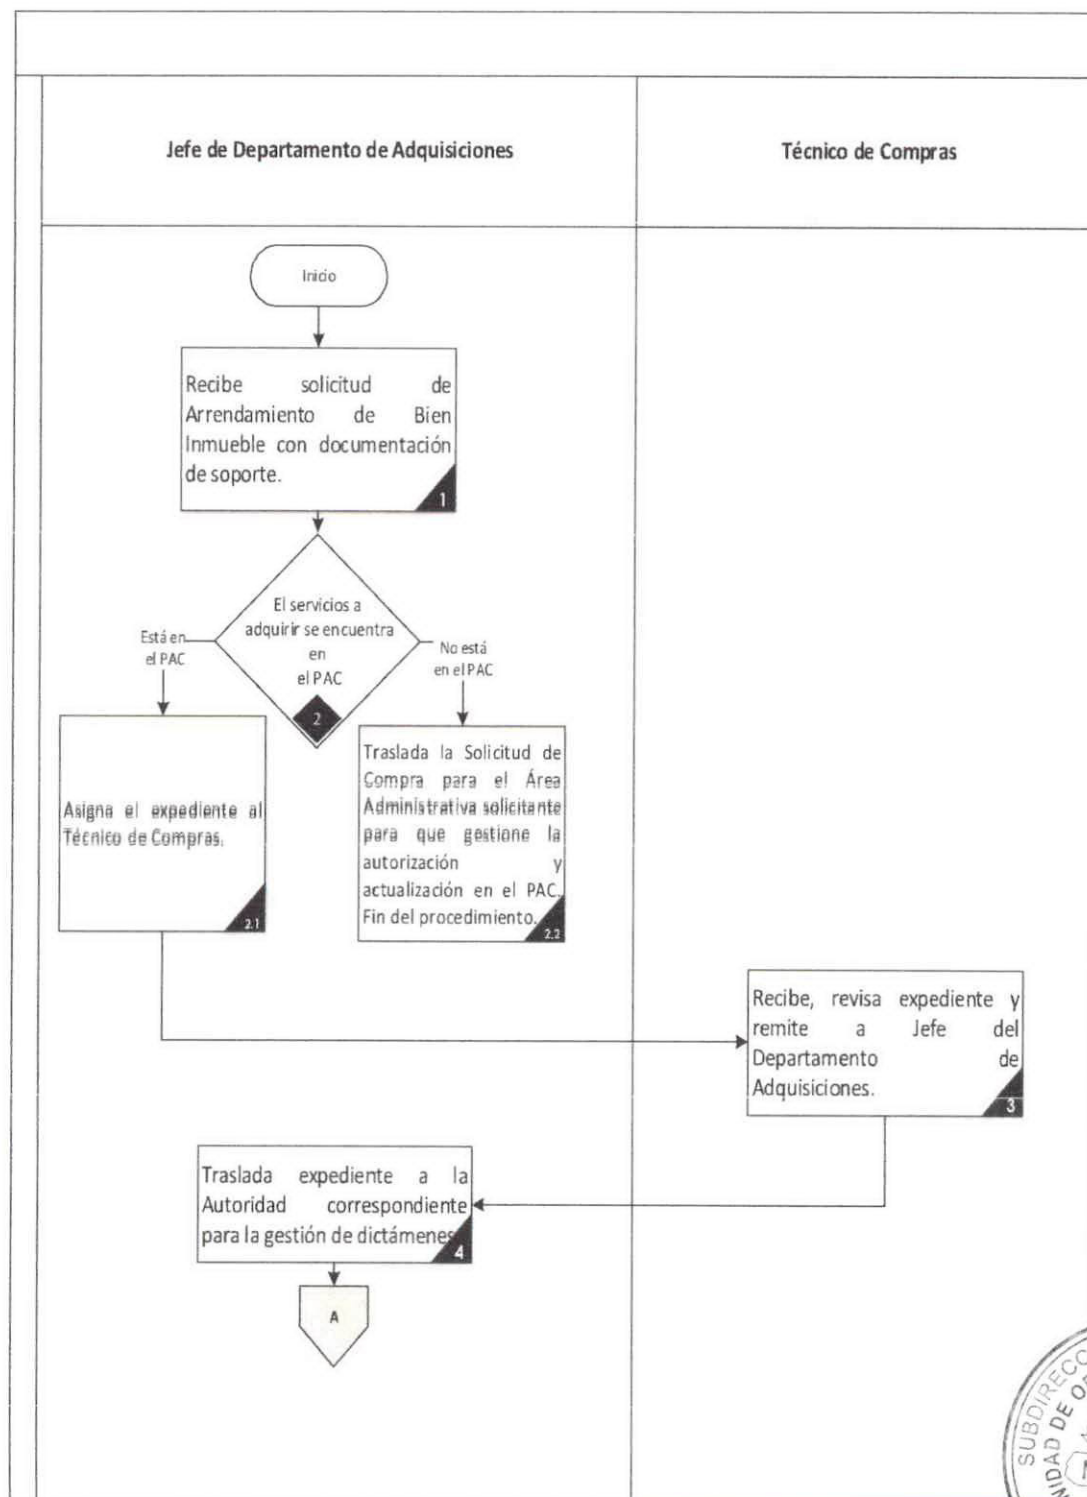 Jefe de Departamento de Adquisiciones
Técnico de Compras
Inicio
Recibe solicitud de
Arrendamiento de Bien
Inmueble con documentación
de soporte.
1
El servicios a
adquirir se encuentra
en
el PAC
2
Está en
el PAC
No está
en el PAC
Asigna el expediente al
Técnico de Compras.
2.1
Traslada la Solicitud de
Compra para el Área
Administrativa solicitante
para que gestione la
autorización y
actualización en el PAC.
Fin del procedimiento.
2.2
Recibe, revisa expediente y
remite a Jefe del
Departamento de
Adquisiciones.
3
Traslada expediente a la
Autoridad correspondiente
para la gestión de dictámenes
4
A
SUBDIRECCO
NIDAD DE